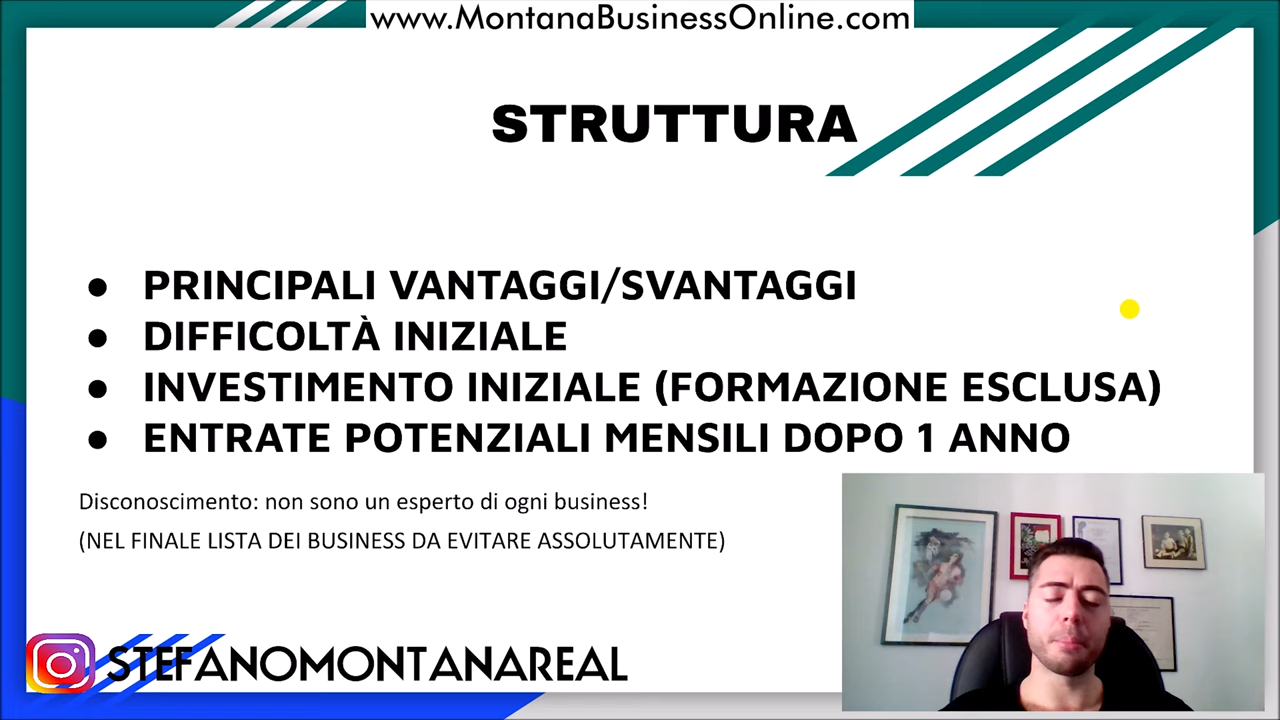 www.MontanaBusinessOnline.com
STRUTTURA
● PRINCIPALI VANTAGGI/SVANTAGGI
● DIFFICOLTÀ INIZIALE
● INVESTIMENTO INIZIALE (FORMAZIONE ESCLUSA)
● ENTRATE POTENZIALI MENSILI DOPO 1 ANNO
Disconoscimento: non sono un esperto di ogni business!
(NEL FINALE LISTA DEI BUSINESS DA EVITARE ASSOLUTAMENTE)
STEFANOMONTANAREAL